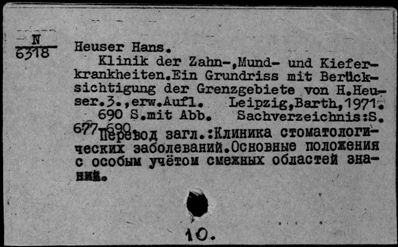 N
6318
Heuser Hans.
Klinik der Zahn-,Mund- und Kiefer-
krankheiten.Ein Grundriss mit Berück-
sichtigung der Grenzgebiete von H.Heu-
ser.3.,erw.Aufl. Leipzig,Barth,1971.
690 S.mit Abb. Sachverzeichnis:S.
677-690.
Перевод загл.:Клиника стоматологи-
ческих заболеваний.Основные положения
с особым учётом смежных областей зна-
ний.
10.